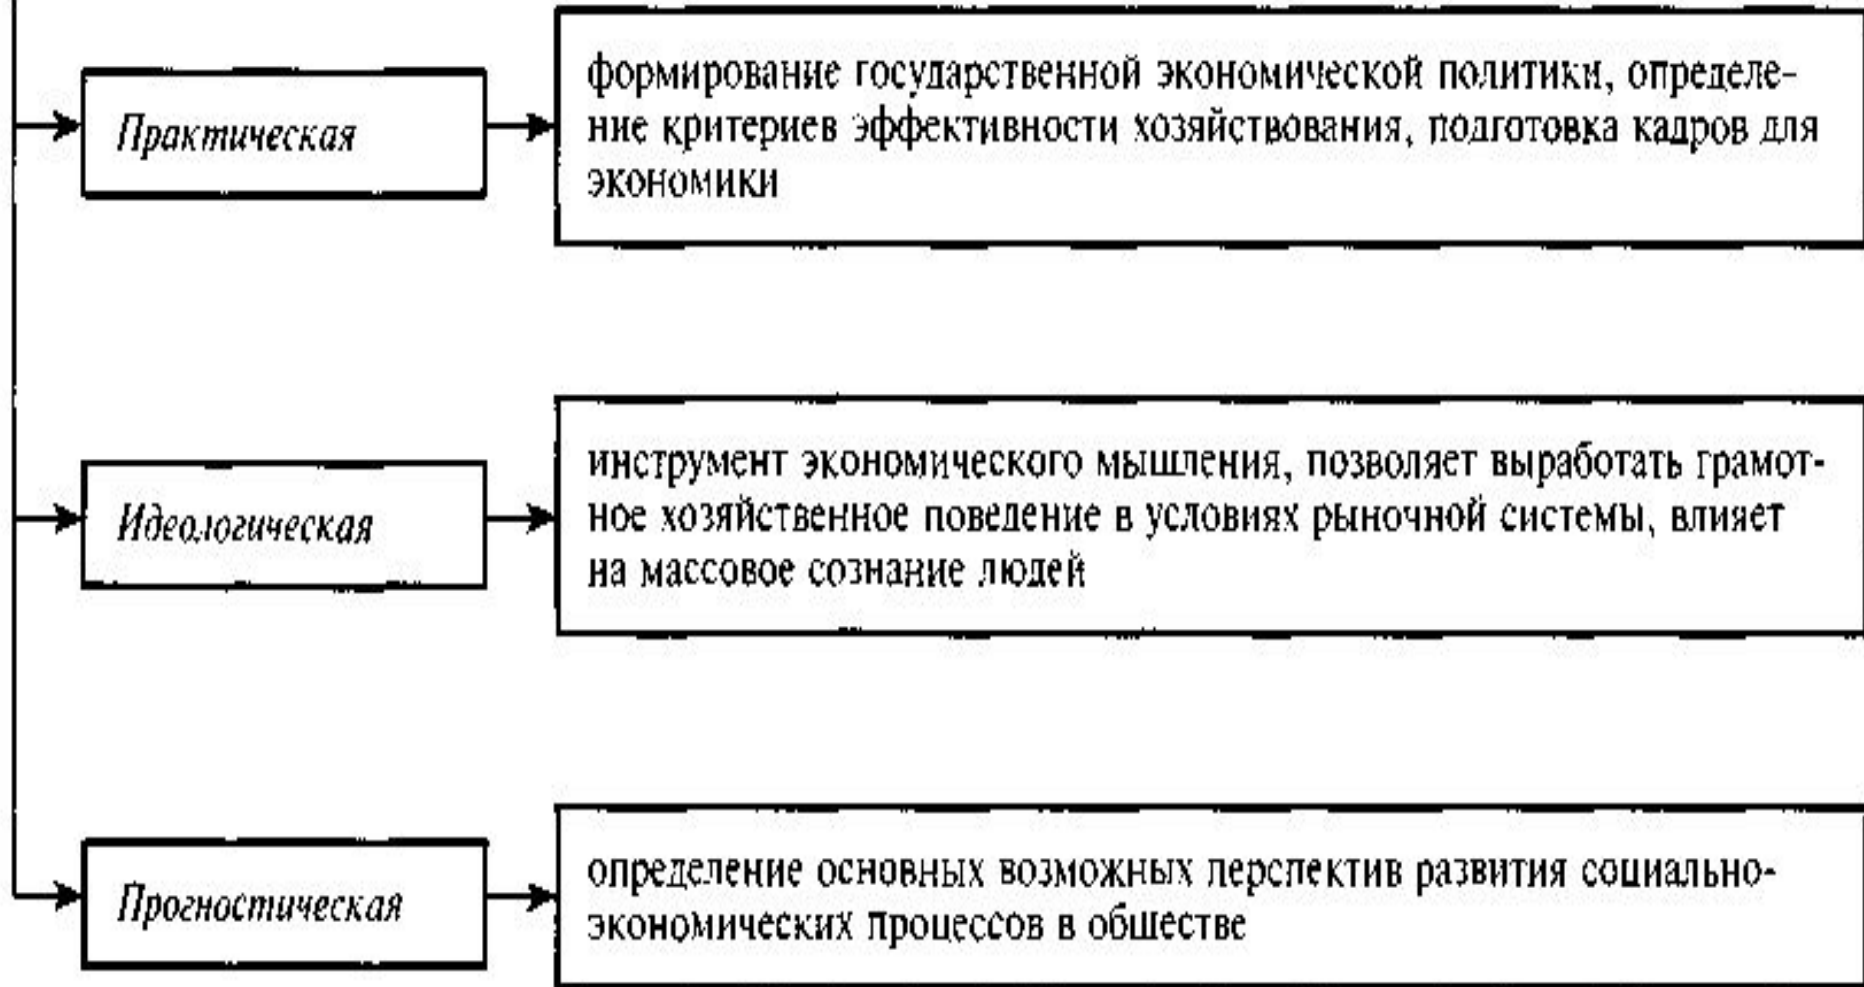 Практическая
формирование государственной экономической политики, определе-
ние критериев эффективности хозяйствования, подготовка кадров для
экономики
Идеологическая
инструмент экономического мышления, позволяет выработать грамот-
ное хозяйственное поведение в условиях рыночной системы, влияет
на массовое сознание людей
Прогностическая
определение основных возможных перспектив развития социально-
экономических процессов в обществе